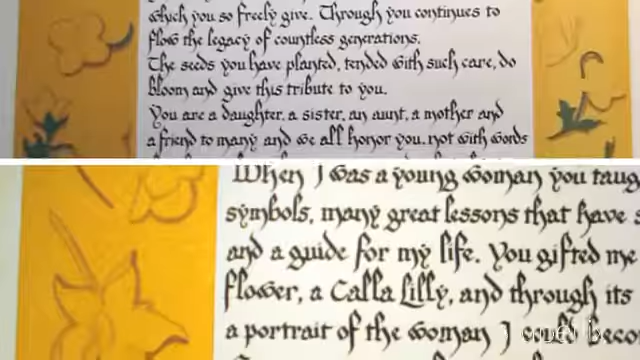 which you so freely give. Through you continues to
flow the legacy of countless generations.
The seeds you have planted, tended with such care, do
bloom and give this tribute to you.
You are a daughter, a sister, an aunt, a mother and
a friend to many and we all honor you, not with words
When I was a young woman you taug
symbols, many great lessons that have s
and a guide for my life. You gifted me
flower, a Calla Lilly, and through its
a portrait of the woman I could beco